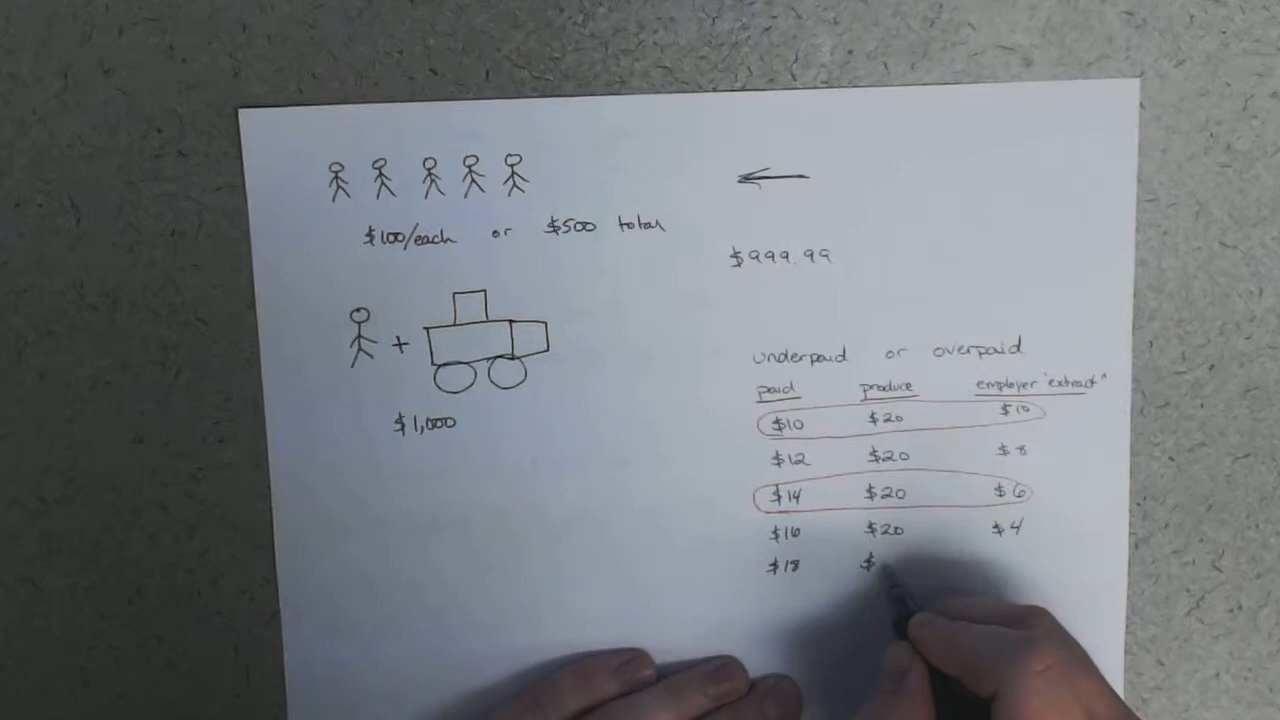 $100/each or $500 total
$999.99
+
$1,000
underpaid or overpaid
paid produce employer "extract"
$10 $20 $10
$12 $20 $8
$14 $20 $6
$16 $20 $4
$18 $